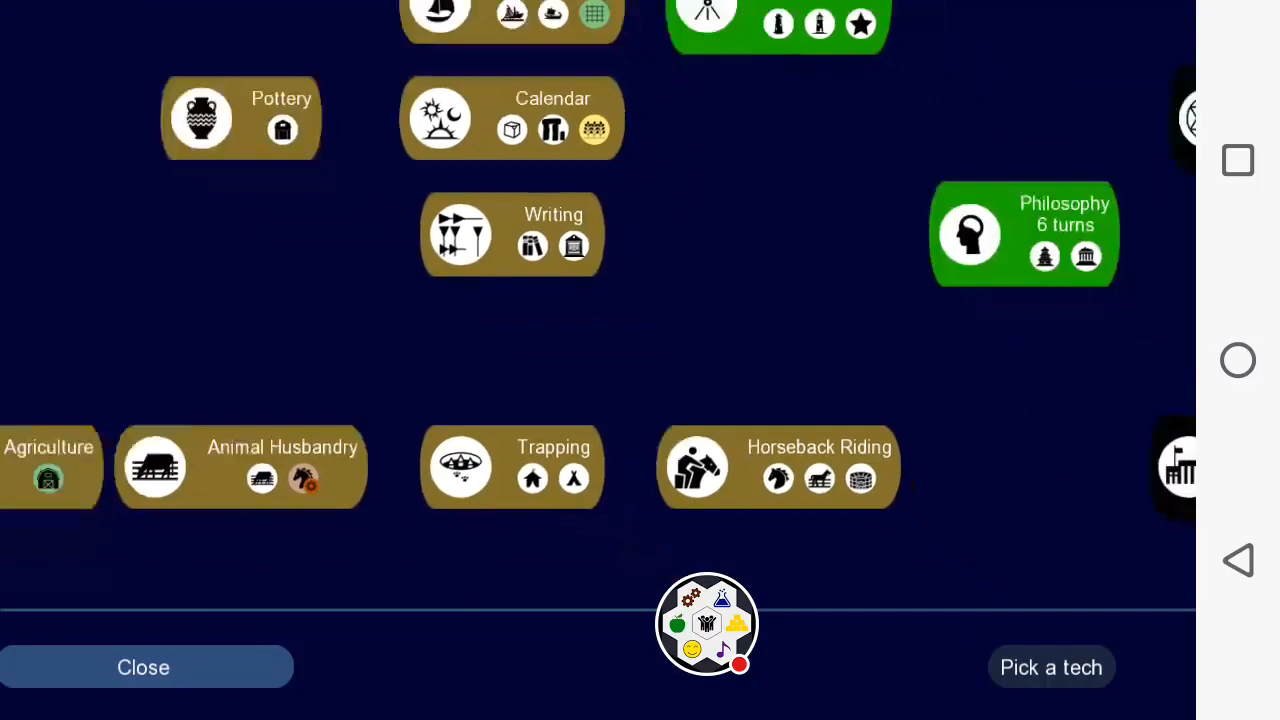 Pottery
Calendar
Writing
Philosophy
6 turns
Agriculture
Animal Husbandry
Trapping
Horseback Riding
Close
Pick a tech